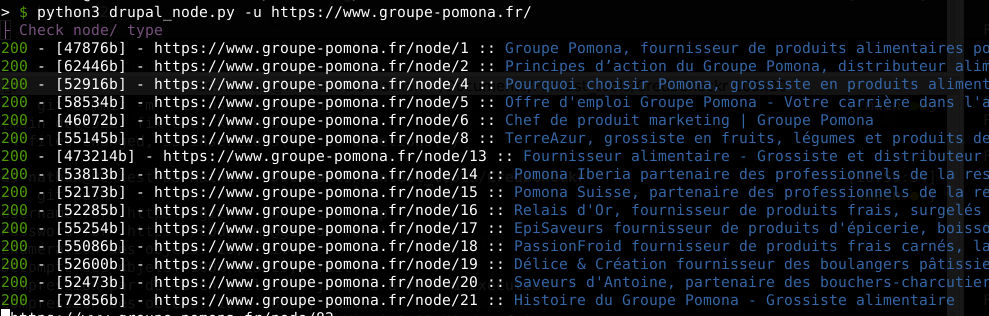 > $ python3 drupal_node.py -u https://www.groupe-pomona.fr/
├ Check node/ type
200 - [47876b] - https://www.groupe-pomona.fr/node/1 :: Groupe Pomona, fournisseur de produits alimentaires po
200 - [62446b] - https://www.groupe-pomona.fr/node/2 :: Principes d’action du Groupe Pomona, distributeur alim
200 - [52916b] - https://www.groupe-pomona.fr/node/4 :: Pourquoi choisir Pomona, grossiste en produits aliment
200 - [58534b] - https://www.groupe-pomona.fr/node/5 :: Offre d'emploi Groupe Pomona - Votre carrière dans l'a
200 - [46072b] - https://www.groupe-pomona.fr/node/6 :: Chef de produit marketing | Groupe Pomona
200 - [55145b] - https://www.groupe-pomona.fr/node/8 :: TerreAzur, grossiste en fruits, légumes et produits de
200 - [473214b] - https://www.groupe-pomona.fr/node/13 :: Fournisseur alimentaire - Grossiste et distributeur
200 - [53813b] - https://www.groupe-pomona.fr/node/14 :: Pomona Iberia partenaire des professionnels de la res
200 - [52173b] - https://www.groupe-pomona.fr/node/15 :: Pomona Suisse, partenaire des professionnels de la re
200 - [52285b] - https://www.groupe-pomona.fr/node/16 :: Relais d'Or, fournisseur de produits frais, surgelés
200 - [55254b] - https://www.groupe-pomona.fr/node/17 :: EpiSaveurs fournisseur de produits d'épicerie, boisso
200 - [55086b] - https://www.groupe-pomona.fr/node/18 :: PassionFroid fournisseur de produits frais carnés, la
200 - [52600b] - https://www.groupe-pomona.fr/node/19 :: Délice & Création fournisseur des boulangers pâtissie
200 - [52473b] - https://www.groupe-pomona.fr/node/20 :: Saveurs d'Antoine, partenaire des bouchers-charcutier
200 - [72856b] - https://www.groupe-pomona.fr/node/21 :: Histoire du Groupe Pomona - Grossiste alimentaire